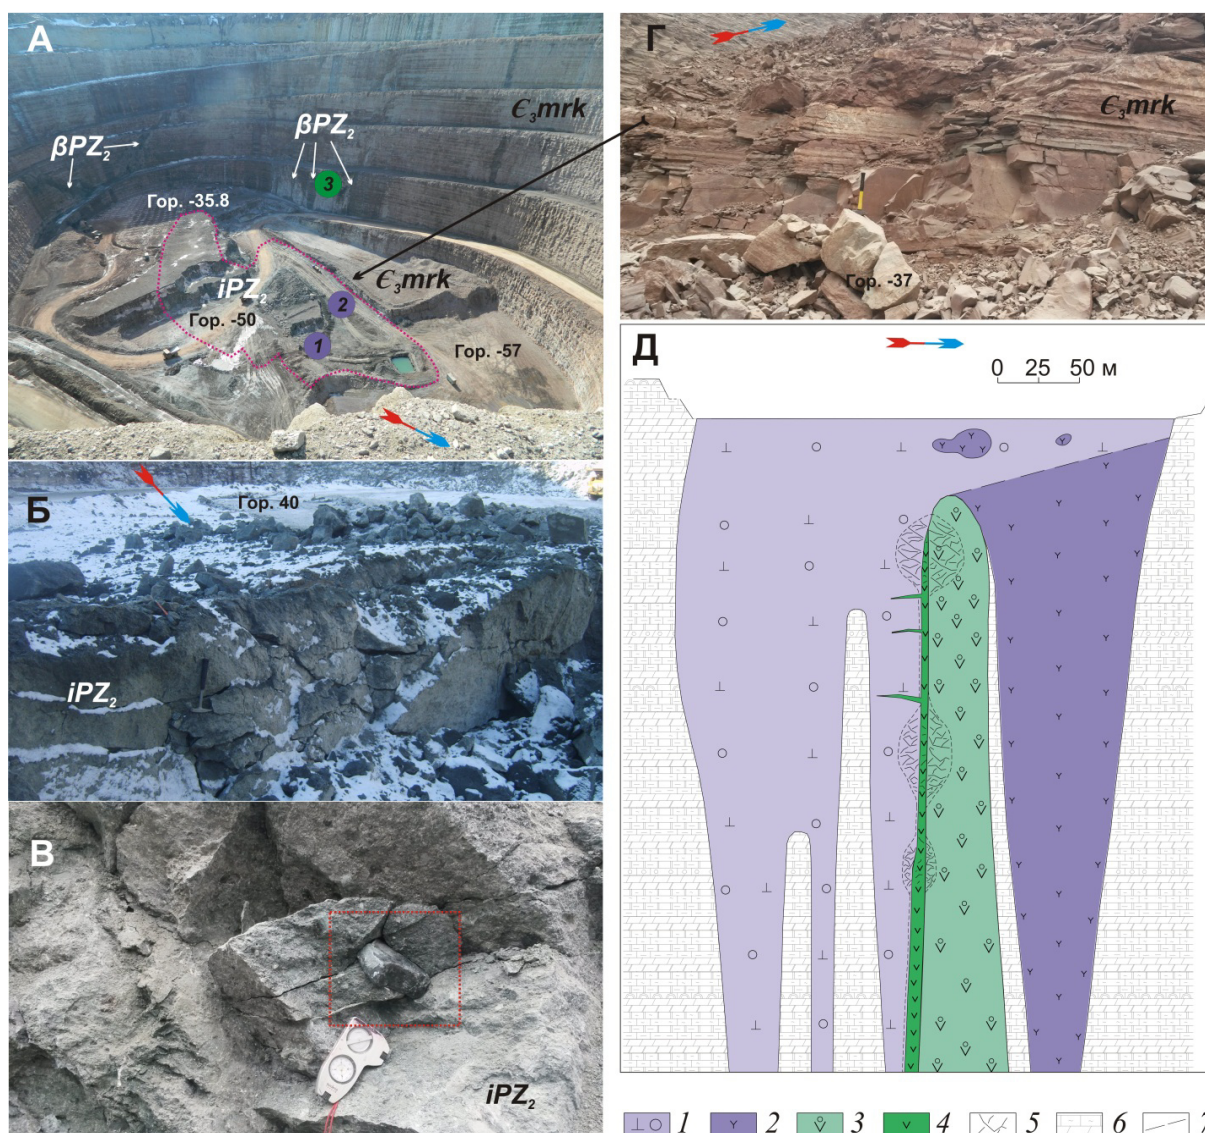 А
Є₃mrk
βPZ₂
βPZ₂
3
Гор. -35.8
iPZ₂
Є₃mrk
2
Гор. -50
1
Гор. -57
Б
Гор. 40
iPZ₂
В
iPZ₂
Г
Є₃mrk
Гор. -37
Д
0 25 50 м
1 2 3 4 5 6 7